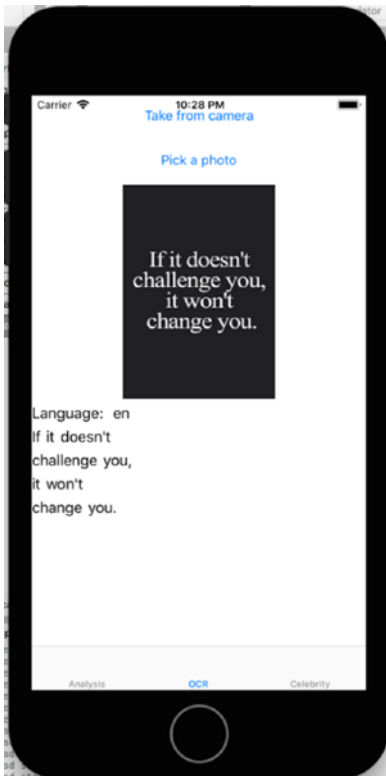 ator
Carrier 10:28 PM
Take from camera
Pick a photo
If it doesn't
challenge you,
it won't
change you.
Language: en
If it doesn't
challenge you,
it won't
change you.
Analysis OCR Celebrity